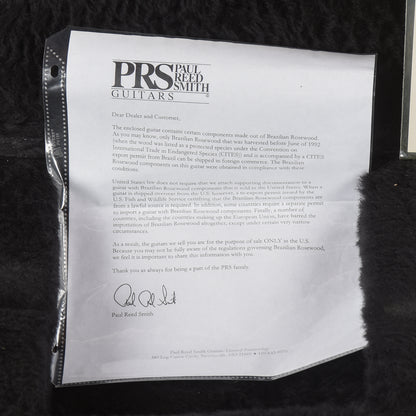 PRS PAUL
REED
SMITH
GUITARS
Dear Dealer and Customer,
The enclosed guitar contains certain components made out of Brazilian Rosewood.
As you may know, only Brazilian Rosewood that was harvested before June of 1992
(when the wood was listed as a protected species under the Convention on
International Trade in Endangered Species (CITES)) and is accompanied by a CITES
export permit from Brazil can be shipped in foreign commerce. The Brazilian
Rosewood components on this guitar were obtained in compliance with these
conditions.
United States law does not require that we attach supporting documentation to a
guitar with Brazilian Rosewood components that is sold in the United States. When a
guitar is shipped overseas from the U.S. however, a re-export permit issued by the
U.S. Fish and Wildlife Service certifying that the Brazilian Rosewood components are
from a lawful source is required. In addition, some countries require a separate permit
to import a guitar with Brazilian Rosewood components. Finally, a number of
countries, including the countries making up the European Union, have barred the
importation of Brazilian Rosewood altogether, except under certain very narrow
circumstances.
As a result, the guitars we sell you are for the purpose of sale ONLY in the U.S.
Because you may not be fully aware of the regulations governing Brazilian Rosewood,
we feel it is important to share this information with you.
Thank you as always for being a part of the PRS family.
Paul Reed Smith
Paul Reed Smith Guitars